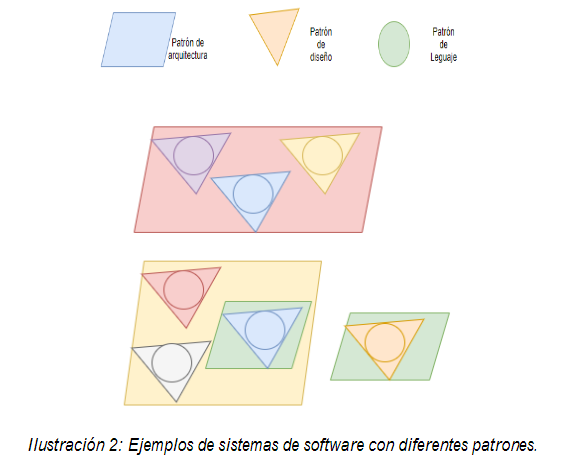 Patrón de
arquitectura
Patrón
de
diseño
Patrón
de
Leguaje
Ilustración 2: Ejemplos de sistemas de software con diferentes patrones.